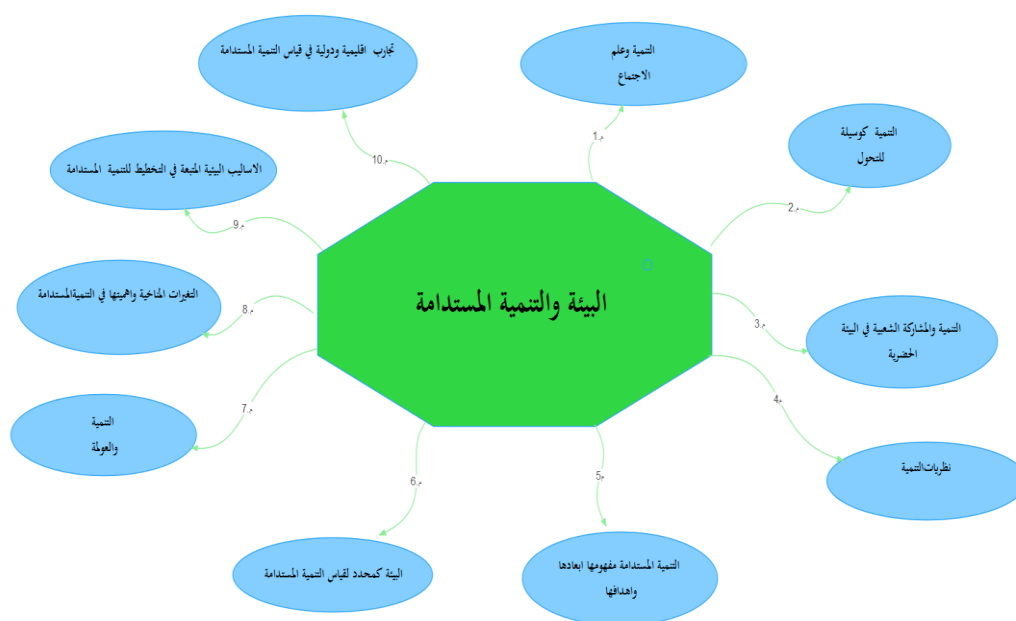 البيئة والتنمية المستدامة
م.1
التنمية وعلم
الاجتماع
م.2
التنمية كوسيلة
للتحول
م.3
التنمية والمشاركة الشعبية في البيئة
الحضرية
م.4
نظريات التنمية
م5
التنمية المستدامة مفهومها ابعادها
واهدافها
م.6
البيئة كمحدد لقياس التنمية المستدامة
م.7
التنمية
والعولمة
م.8
التغيرات المناخية واهميتها في التنمية المستدامة
م.9
الاساليب البيئية المتبعة في التخطيط للتنمية المستدامة
م.10
تجارب اقليمية ودولية في قياس التنمية المستدامة